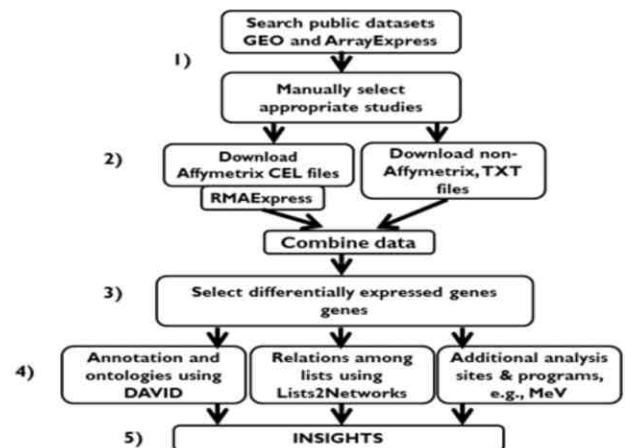 Search public datasets
GEO and ArrayExpress
1)
Manually select
appropriate studies
2)
Download
Affymetrix CEL files
RMAExpress
Download non-
Affymetrix, TXT
files
Combine data
3)
Select differentially expressed genes
genes
4)
Annotation and
ontologies using
DAVID
Relations among
lists using
Lists2Networks
Additional analysis
sites & programs,
e.g., MeV
5)
INSIGHTS